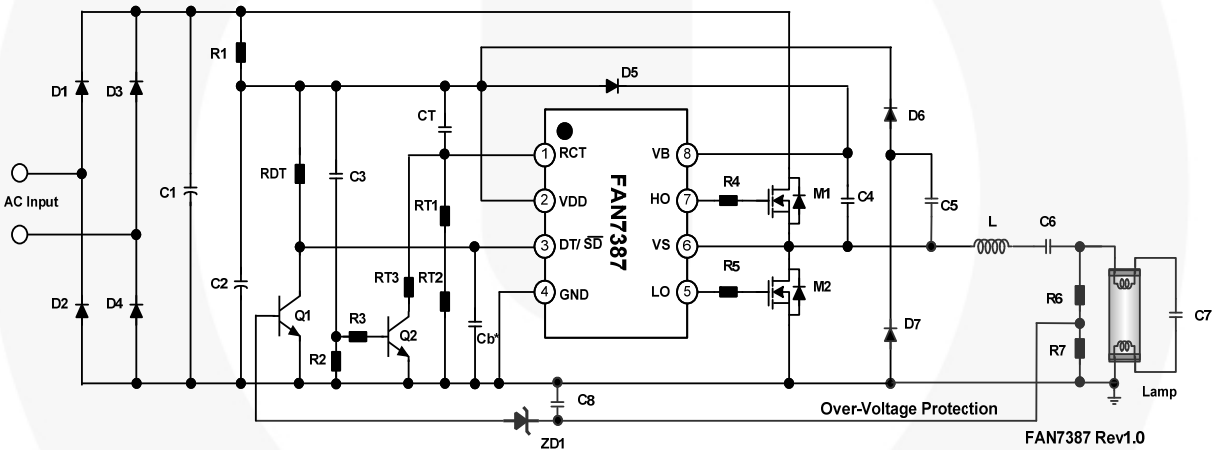 R1
D5
D1
D3
CT
D6
1
RCT
VB
8
RDT
C3
R4
AC Input
C1
FAN7387
M1
C4
C5
RT1
2
VDD
HO
7
L
C6
3
DT/ SD
VS
6
C2
RT3
RT2
R5
R6
D2
D4
Q1
4
GND
LO
5
M2
C7
R3
Q2
Cb*
D7
R2
R7
C8
Over-Voltage Protection
Lamp
ZD1
FAN7387 Rev1.0